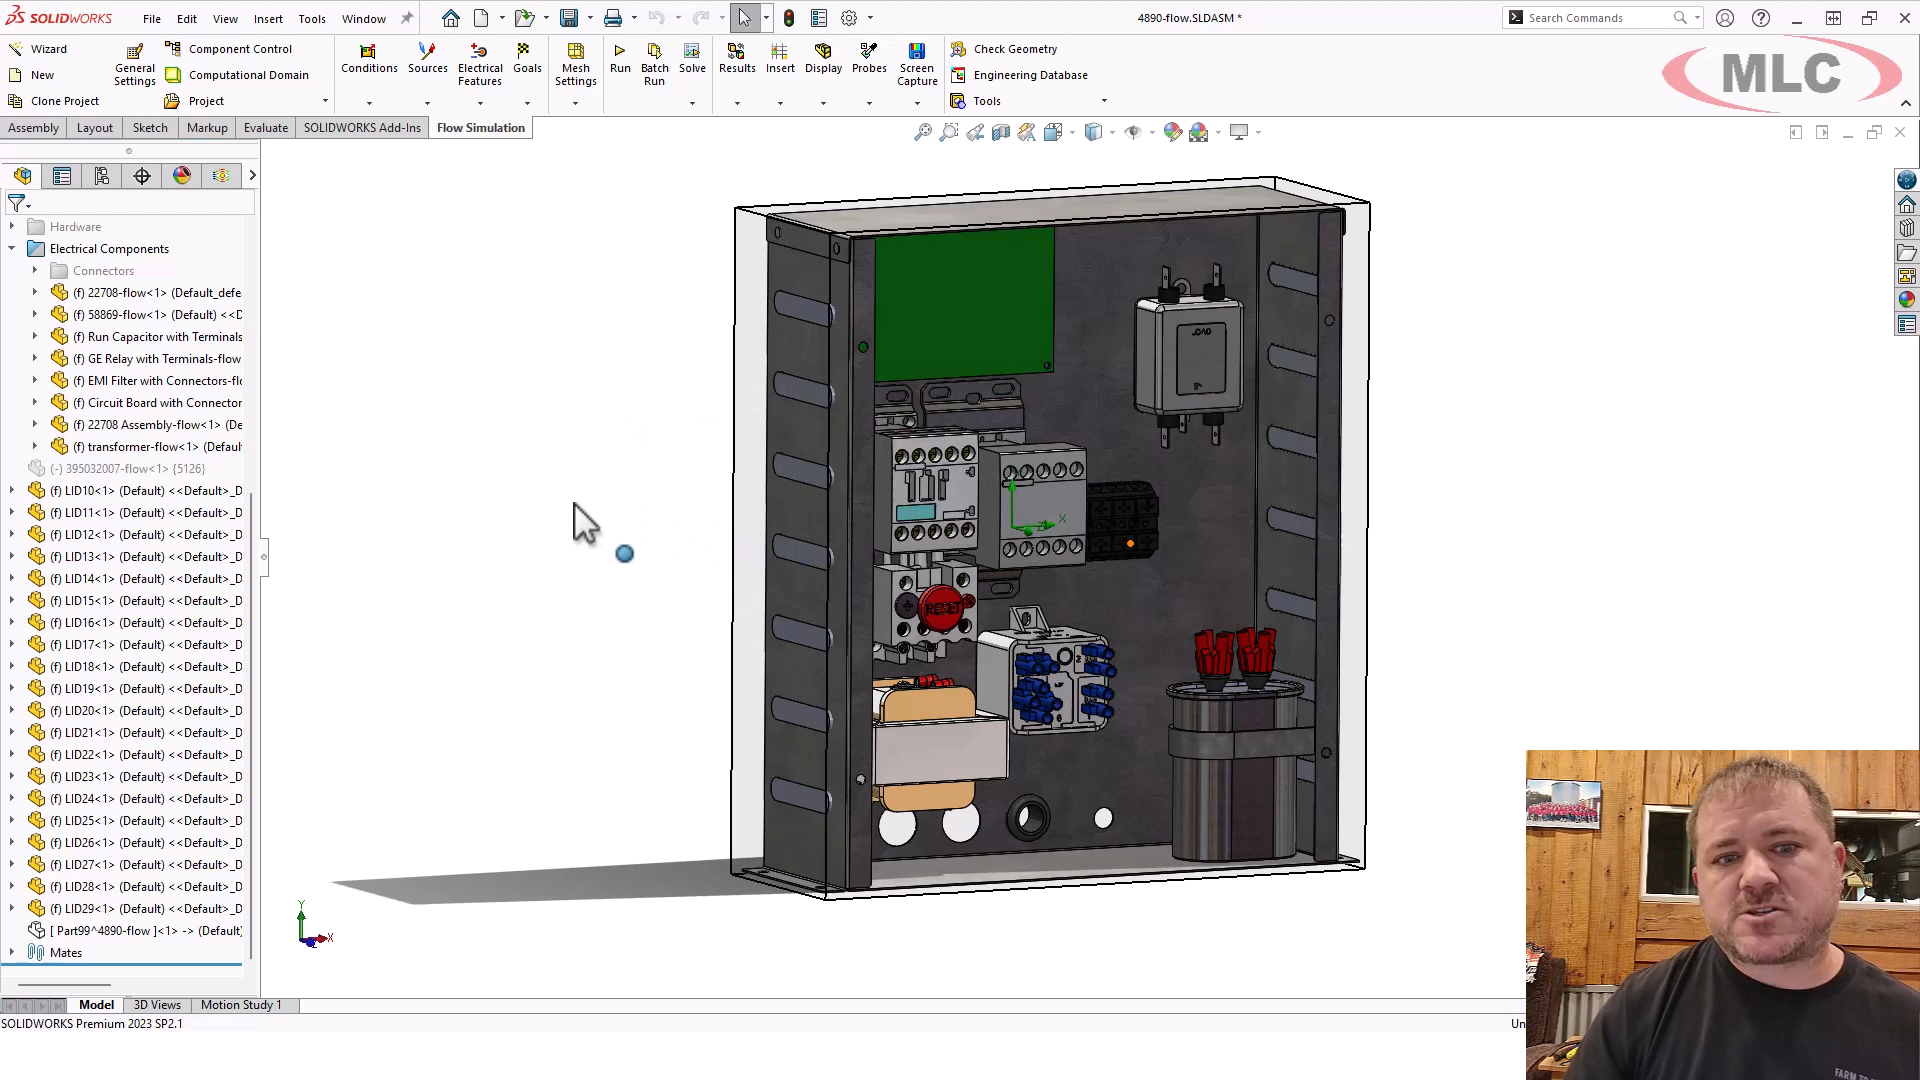 SOLIDWORKS
File Edit View Insert Tools Window
4890-flow.SLDASM *
Search Commands
Wizard
New
Clone Project
General Settings
Component Control
Computational Domain
Project
Conditions
Sources
Electrical Features
Goals
Mesh Settings
Run
Batch Run
Solve
Results
Insert
Display
Probes
Screen Capture
Check Geometry
Engineering Database
Tools
MLC
Assembly Layout Sketch Markup Evaluate SOLIDWORKS Add-Ins Flow Simulation
Hardware
Electrical Components
Connectors
(f) 22708-flow<1> (Default_defe
(f) 58869-flow<1> (Default) <<D
(f) Run Capacitor with Terminals
(f) GE Relay with Terminals-flow
(f) EMI Filter with Connectors-flo
(f) Circuit Board with Connector
(f) 22708 Assembly-flow<1> (De
(f) transformer-flow<1> (Default
(-) 395032007-flow<1> {5126}
(f) LID10<1> (Default) <<Default>_D
(f) LID11<1> (Default) <<Default>_D
(f) LID12<1> (Default) <<Default>_D
(f) LID13<1> (Default) <<Default>_D
(f) LID14<1> (Default) <<Default>_D
(f) LID15<1> (Default) <<Default>_D
(f) LID16<1> (Default) <<Default>_D
(f) LID17<1> (Default) <<Default>_D
(f) LID18<1> (Default) <<Default>_D
(f) LID19<1> (Default) <<Default>_D
(f) LID20<1> (Default) <<Default>_D
(f) LID21<1> (Default) <<Default>_D
(f) LID22<1> (Default) <<Default>_D
(f) LID23<1> (Default) <<Default>_D
(f) LID24<1> (Default) <<Default>_D
(f) LID25<1> (Default) <<Default>_D
(f) LID26<1> (Default) <<Default>_D
(f) LID27<1> (Default) <<Default>_D
(f) LID28<1> (Default) <<Default>_D
(f) LID29<1> (Default) <<Default>_D
[ Part99^4890-flow ]<1> -> (Default)
Mates
RESET
X
Y
X
Model 3D Views Motion Study 1
SOLIDWORKS Premium 2023 SP2.1
Un